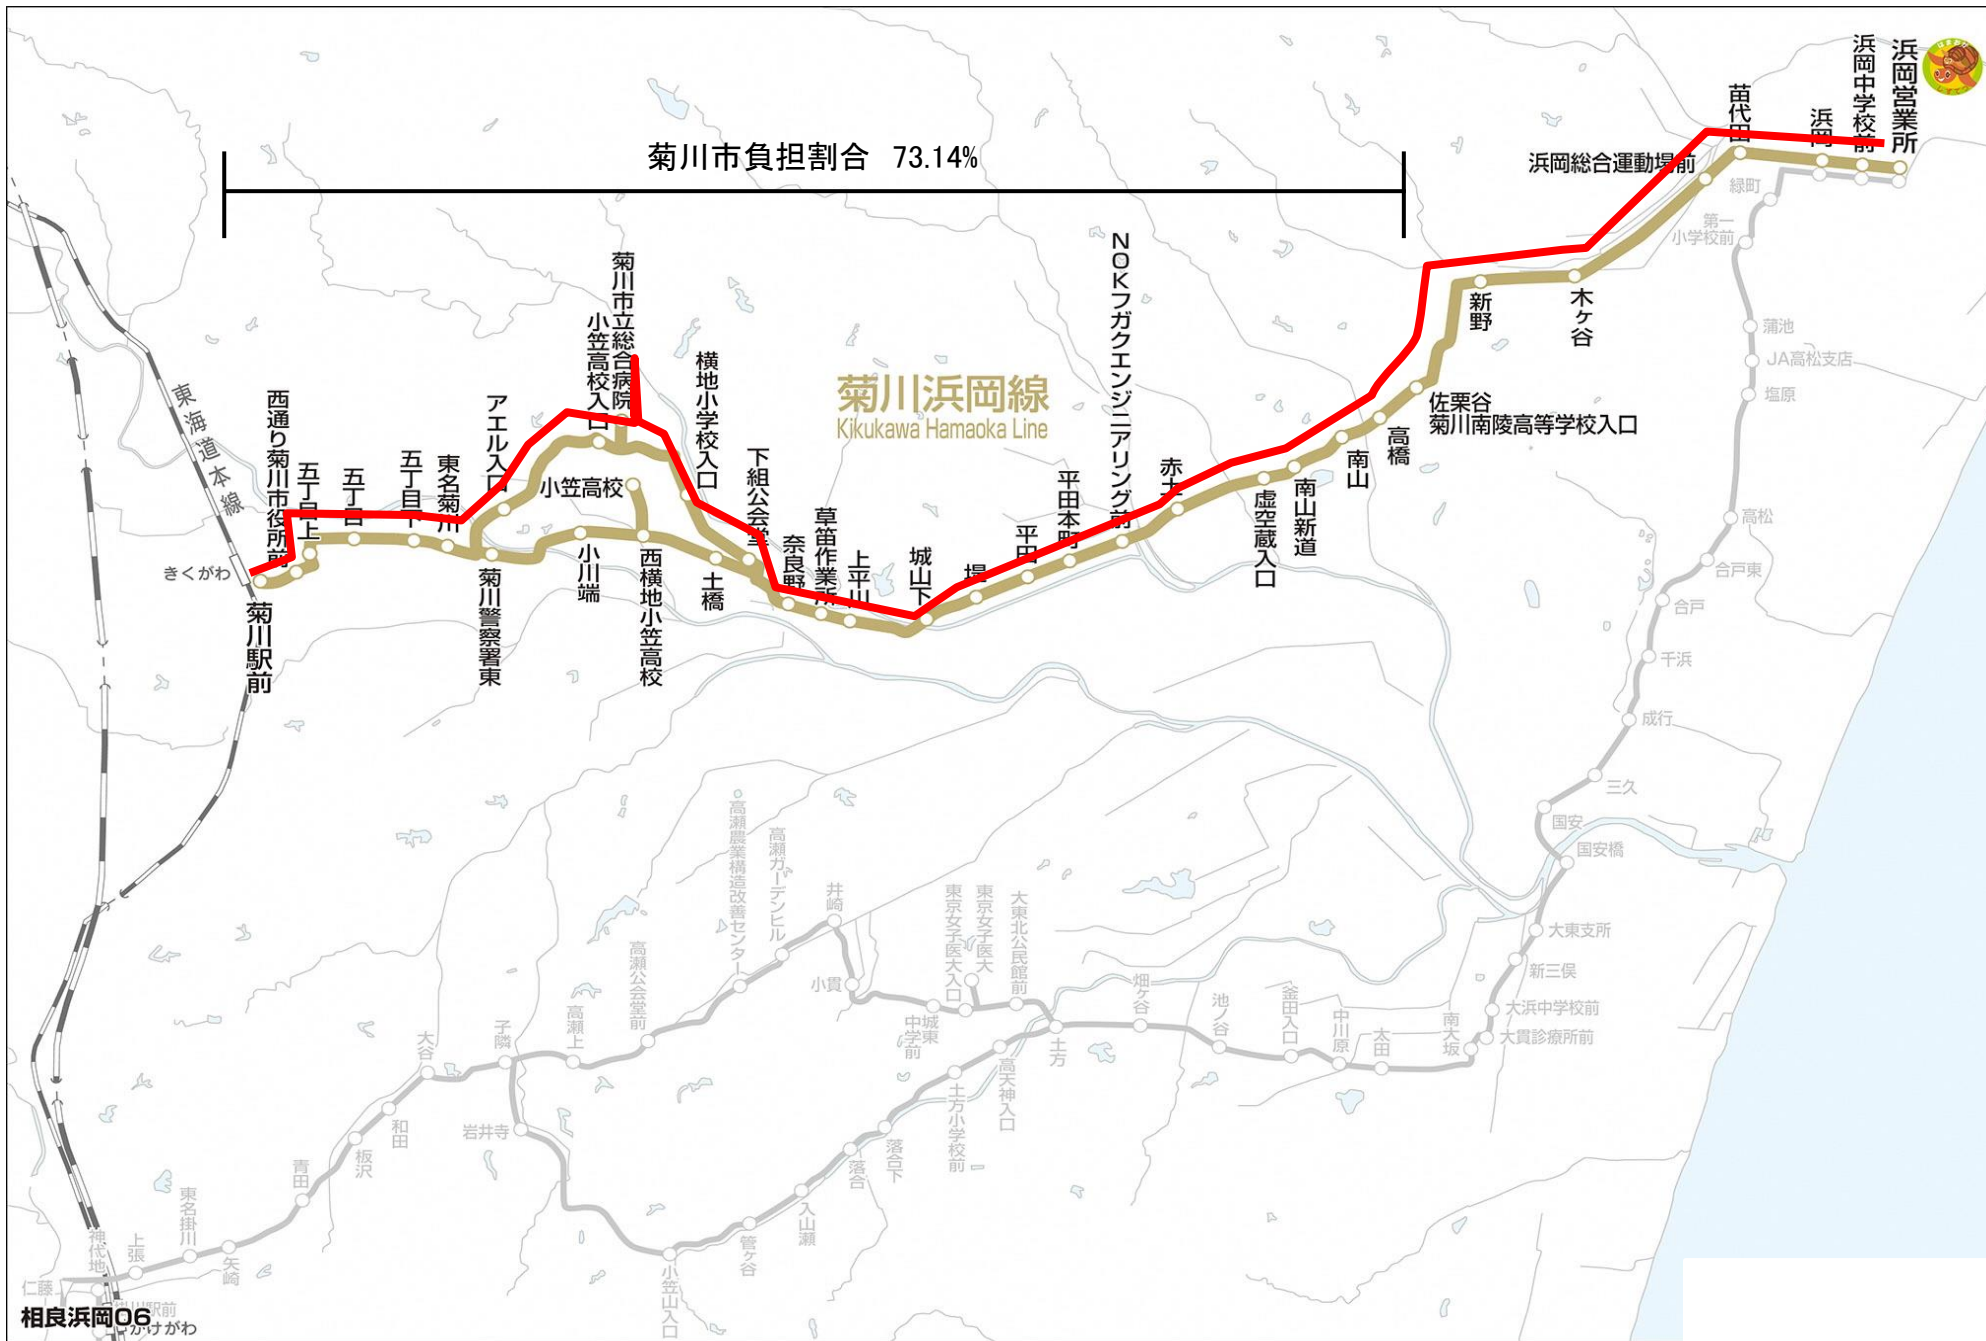 菊川市負担割合 73.14%
浜岡営業所
浜岡中学校前
浜岡
苗代田
浜岡総合運動場前
木ヶ谷
新野
佐栗谷
菊川南陵高等学校入口
高橋
南山
南山新道
虚空蔵入口
赤土
NOKフガクエンジニアリング前
平田本町
平田
堤
城山下
上平川
草笛作業所
奈良野
下組公会堂
横地小学校入口
菊川市立総合病院
小笠高校入口
アエル入口
小笠高校
西横地小笠高校
土橋
小川端
菊川警察署東
東名菊川
五丁目下
五丁目
五丁目上
西通り菊川市役所前
菊川駅前
きくがわ
東海道本線
菊川浜岡線
Kikukawa Hamaoka Line
緑町
第一
小学校前
蒲池
JA高松支店
塩原
高松
合戸東
合戸
千浜
成行
三久
国安
国安橋
大東支所
新三俣
大浜中学校前
大貫診療所前
南大坂
太田
中川原
釜田入口
池ノ谷
畑ヶ谷
土方
大東北公民館前
東京女子医大
東京女子医大入口
城東
中学前
小貫
井崎
高瀬ガーデンヒル
高瀬農業構造改善センター
高瀬公会堂前
高瀬上
子隣
大谷
和田
板沢
青田
矢崎
東名掛川
上張
神代地
仁藤
岩井寺
小笠山入口
管ヶ谷
入山瀬
落合
落合下
土方小学校前
高天神入口
相良浜岡06
駅前
かけがわ